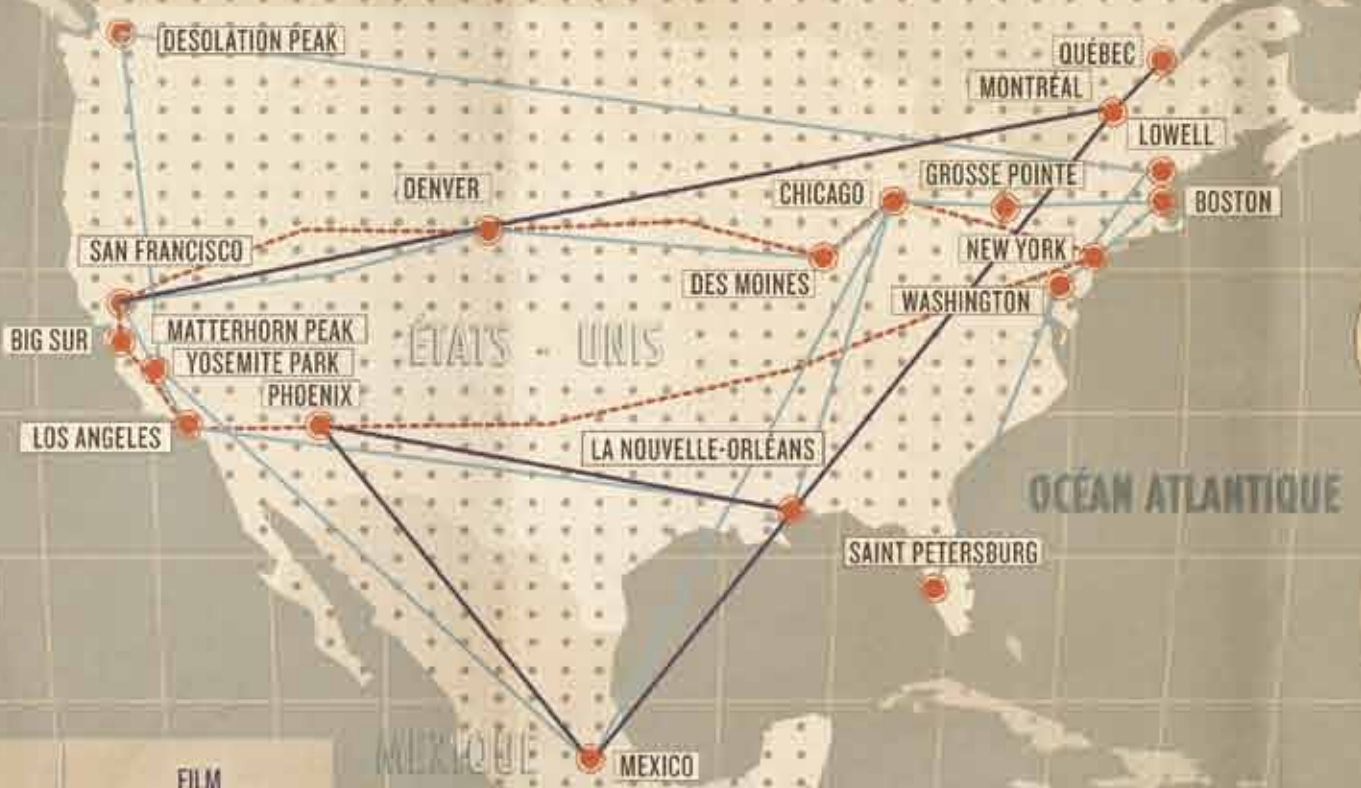 DESOLATION PEAK
QUÉBEC
MONTRÉAL
LOWELL
GROSSE POINTE
DENVER
CHICAGO
BOSTON
SAN FRANCISCO
NEW YORK
DES MOINES
WASHINGTON
BIG SUR
MATTERHORN PEAK
YOSEMITE PARK
ÉTATS - UNIS
PHOENIX
LOS ANGELES
LA NOUVELLE-ORLÉANS
OCÉAN ATLANTIQUE
SAINT PETERSBURG
MEXIQUE
MEXICO
FILM